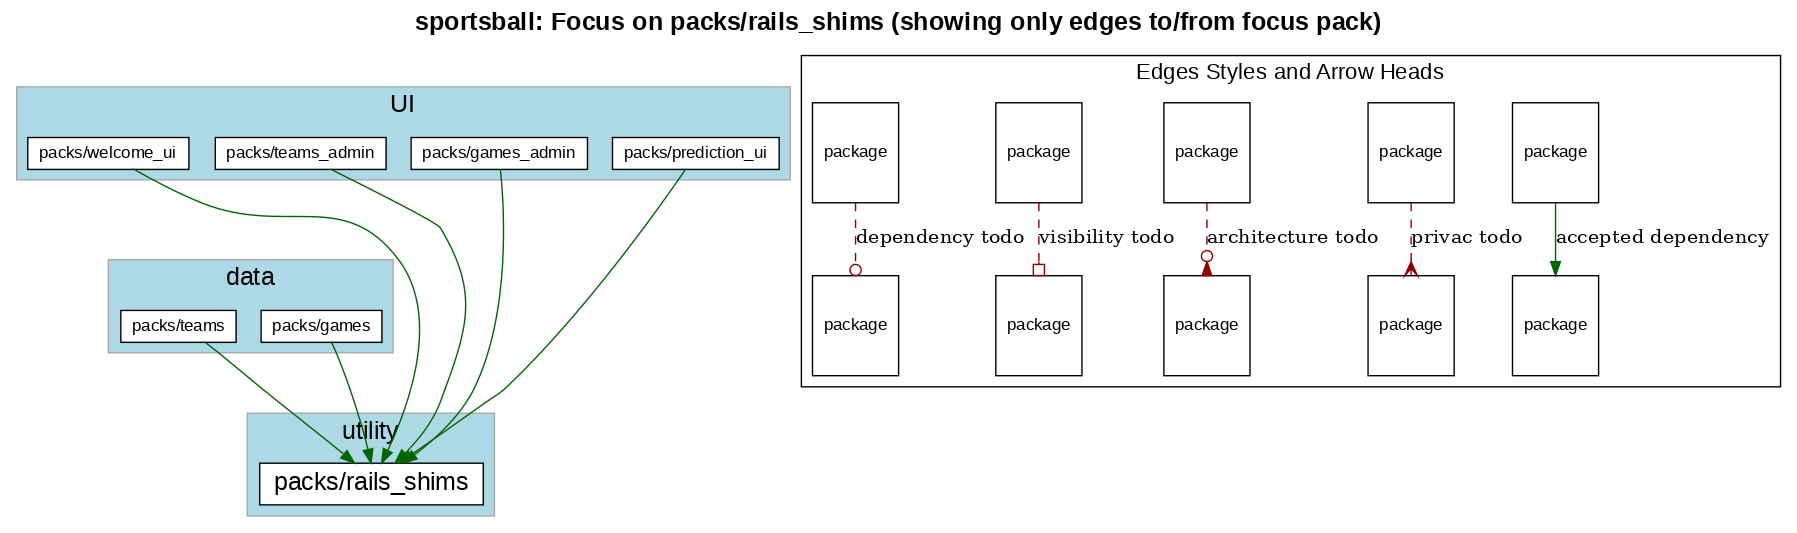 sportsball: Focus on packs/rails_shims (showing only edges to/from focus pack)
UI
packs/welcome_ui
packs/teams_admin
packs/games_admin
packs/prediction_ui
data
packs/teams
packs/games
utility
packs/rails_shims
Edges Styles and Arrow Heads
package
package
package
package
package
dependency todo
visibility todo
architecture todo
privac todo
accepted dependency
package
package
package
package
package